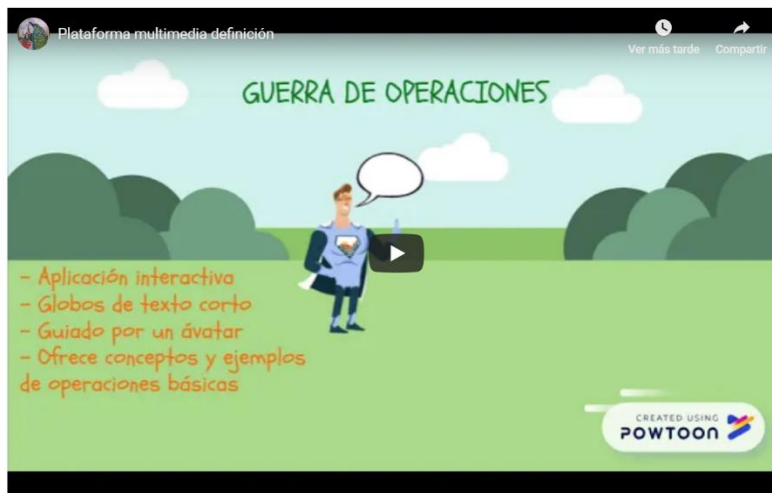 Plataforma multimedia definición
Ver más tarde
Compartir
GUERRA DE OPERACIONES
- Aplicación interactiva
- Globos de texto corto
- Guiado por un ávatar
- Ofrece conceptos y ejemplos
de operaciones básicas
CREATED USING
POWTOON